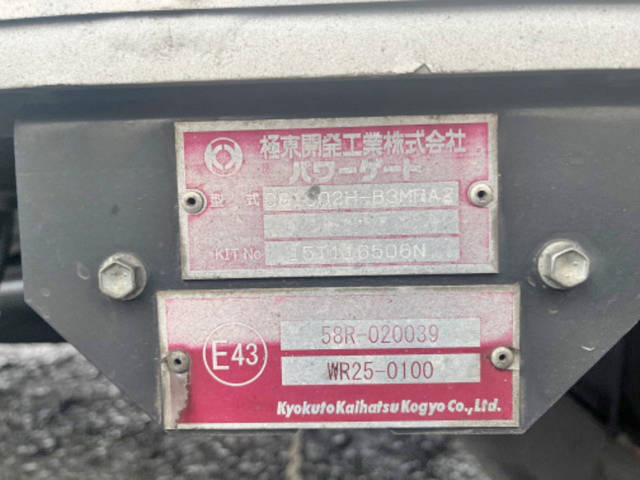 極東開発工業株式会社
パワーゲート
型 式
KIT No 15T116506N
E43
58R-020039
WR25-0100
Kyokuto Kaihatsu Kogyo Co., Ltd.